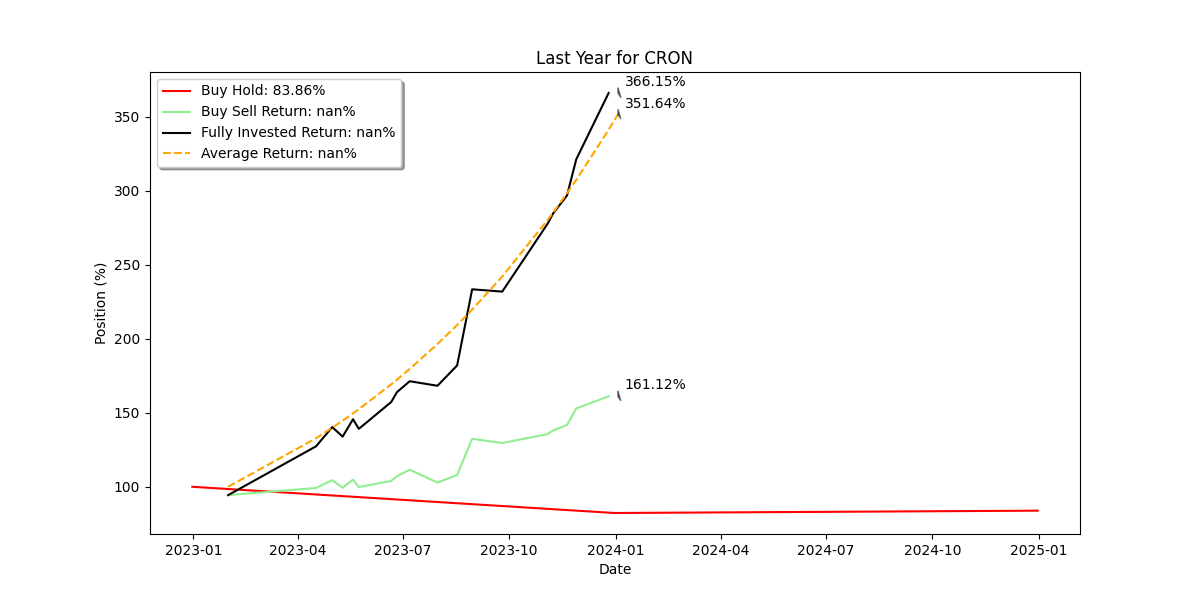 Last Year for CRON
Buy Hold: 83.86%
Buy Sell Return: nan%
Fully Invested Return: nan%
Average Return: nan%
366.15%
351.64%
161.12%
Position (%)
350
300
250
200
150
100
2023-01 2023-04 2023-07 2023-10 2024-01 2024-04 2024-07 2024-10 2025-01
Date